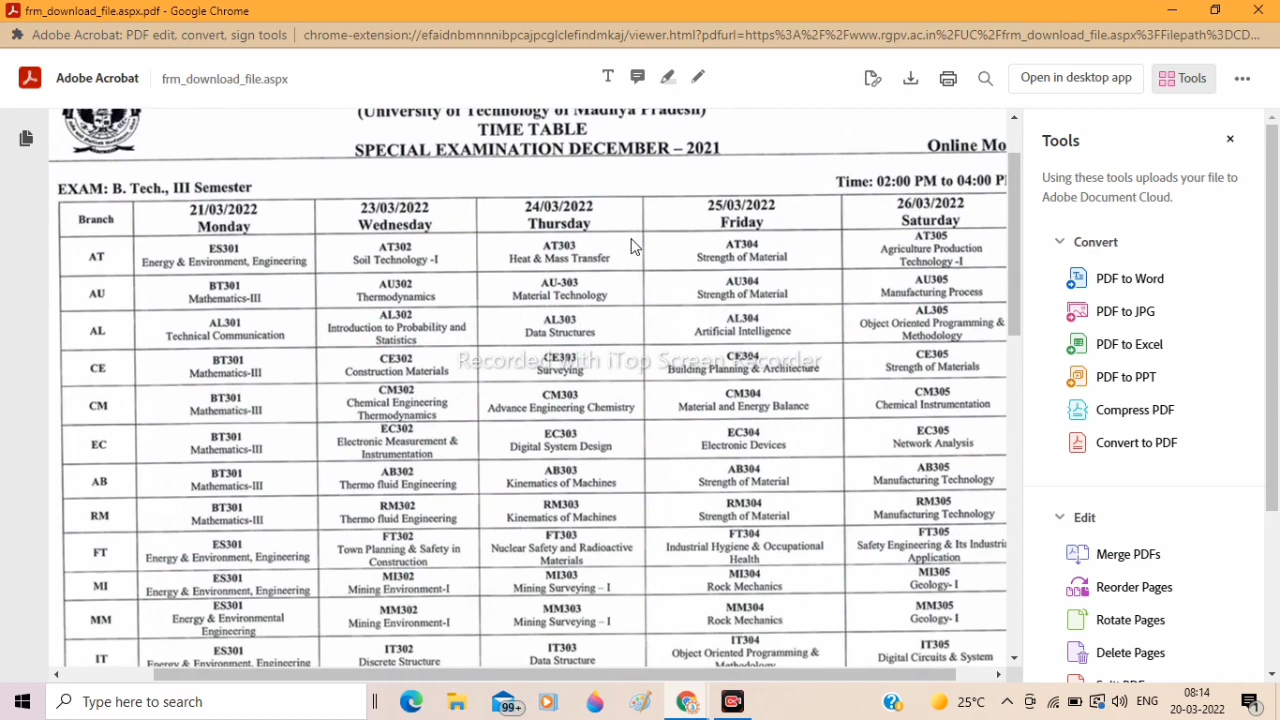 frm_download_file.aspx.pdf - Google Chrome
Adobe Acrobat: PDF edit, convert, sign tools | chrome-extension://efaidnbmnnnibpcajpcglclefindmkaj/viewer.html?pdfurl=https%3A%2F%2Fwww.rgpv.ac.in%2FUC%2Ffrm_download_file.aspx%3FFilepath%3DCD...
Adobe Acrobat frm_download_file.aspx Open in desktop app Tools
(University of Technology of Madhya Pradesh)
TIME TABLE
SPECIAL EXAMINATION DECEMBER – 2021 Online Mo
EXAM: B. Tech., III Semester Time: 02:00 PM to 04:00 P
Branch 21/03/2022 Monday 23/03/2022 Wednesday 24/03/2022 Thursday 25/03/2022 Friday 26/03/2022 Saturday
AT ES301 Energy & Environment, Engineering AT302 Soil Technology -I AT303 Heat & Mass Transfer AT304 Strength of Material AT305 Agriculture Production Technology -I
AU BT301 Mathematics-III AU302 Thermodynamics AU-303 Material Technology AU304 Strength of Material AU305 Manufacturing Process
AL AL301 Technical Communication AL302 Introduction to Probability and Statistics AL303 Data Structures AL304 Artificial Intelligence AL305 Object Oriented Programming & Methodology
CE BT301 Mathematics-III CE302 Construction Materials CE303 Surveying CE304 Building Planning & Architecture CE305 Strength of Materials
Recorded with iTop Screen Recorder
CM BT301 Mathematics-III CM302 Chemical Engineering Thermodynamics CM303 Advance Engineering Chemistry CM304 Material and Energy Balance CM305 Chemical Instrumentation
EC BT301 Mathematics-III EC302 Electronic Measurement & Instrumentation EC303 Digital System Design EC304 Electronic Devices EC305 Network Analysis
AB BT301 Mathematics-III AB302 Thermo fluid Engineering AB303 Kinematics of Machines AB304 Strength of Material AB305 Manufacturing Technology
RM BT301 Mathematics-III RM302 Thermo fluid Engineering RM303 Kinematics of Machines RM304 Strength of Material RM305 Manufacturing Technology
FT ES301 Energy & Environment, Engineering FT302 Town Planning & Safety in Construction FT303 Nuclear Safety and Radioactive Materials FT304 Industrial Hygiene & Occupational Health FT305 Safety Engineering & Its Industria Application
MI ES301 Energy & Environment, Engineering MI302 Mining Environment-I MI303 Mining Surveying – I MI304 Rock Mechanics MI305 Geology- I
MM ES301 Energy & Environmental Engineering MM302 Mining Environment-I MM303 Mining Surveying – I MM304 Rock Mechanics MM305 Geology- I
IT ES301 Energy & Environment, Engineering IT302 Discrete Structure IT303 Data Structure IT304 Object Oriented Programming & Methodology IT305 Digital Circuits & System
Tools
Using these tools uploads your file to
Adobe Document Cloud.
Convert
PDF to Word
PDF to JPG
PDF to Excel
PDF to PPT
Compress PDF
Convert to PDF
Edit
Merge PDFs
Reorder Pages
Rotate Pages
Delete Pages
Type here to search
99+
25°C
ENG
08:14
20-03-2022
1